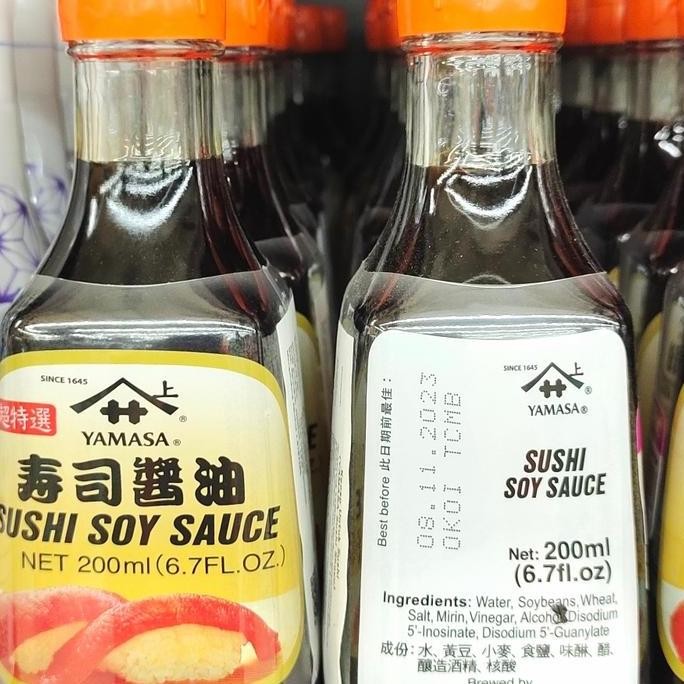 SINCE 1645
上
YAMASA®
超特選
寿司醤油
SUSHI SOY SAUCE
NET 200ml(6.7FL.OZ.)
Best before 此日期前最佳：
08.11.2023
OKO1 TCMB
SINCE 1645
上
®
YAMASA®
SUSHI
SOY SAUCE
Net: 200ml
(6.7fl.oz)
Ingredients: Water, Soybeans, Wheat,
Salt, Mirin, Vinegar, Alcohol, Disodium
5'-Inosinate, Disodium 5'-Guanylate
成份：水、黃豆、小麥、食鹽、味醂、醋、
釀造酒精、核酸
Brewed by